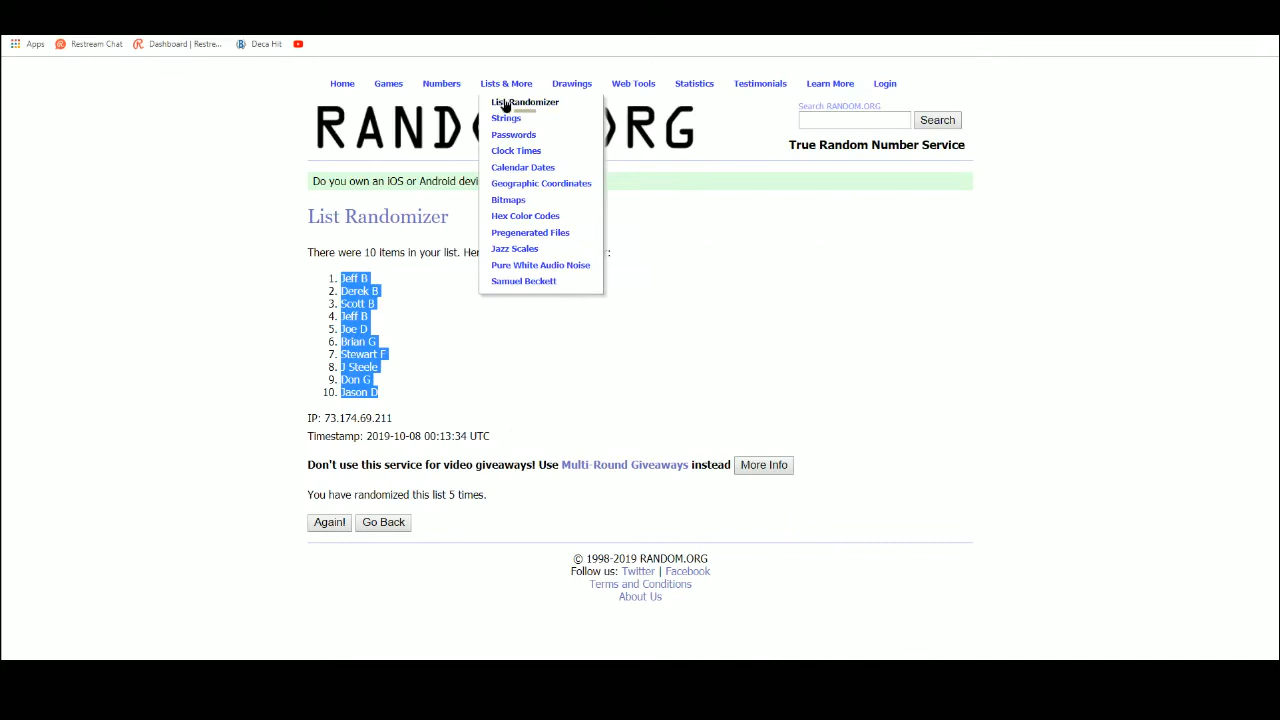 Apps Restream Chat Dashboard | Restre... Deca Hit
Home Games Numbers Lists & More Drawings Web Tools Statistics Testimonials Learn More Login
List Randomizer
Strings
Passwords
Clock Times
Calendar Dates
Geographic Coordinates
Bitmaps
Hex Color Codes
Pregenerated Files
Jazz Scales
Pure White Audio Noise
Samuel Beckett
Search RANDOM.ORG
Search
True Random Number Service
Do you own an iOS or Android devi
List Randomizer
There were 10 items in your list. Her :
1. Jeff B
2. Derek B
3. Scott B
4. Jeff B
5. Joe D
6. Brian G
7. Stewart F
8. J Steele
9. Don G
10. Jason D
IP: 73.174.69.211
Timestamp: 2019-10-08 00:13:34 UTC
Don't use this service for video giveaways! Use Multi-Round Giveaways instead More Info
You have randomized this list 5 times.
Again! Go Back
© 1998-2019 RANDOM.ORG
Follow us: Twitter | Facebook
Terms and Conditions
About Us